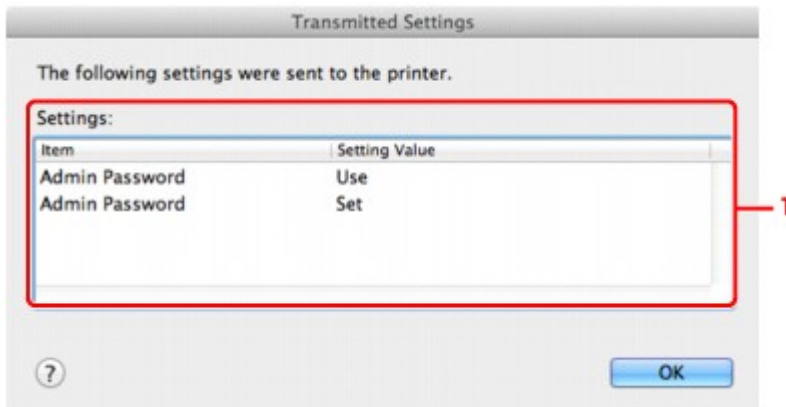 Transmitted Settings
The following settings were sent to the printer.
Settings:
Item Setting Value
Admin Password Use
Admin Password Set
1
? OK